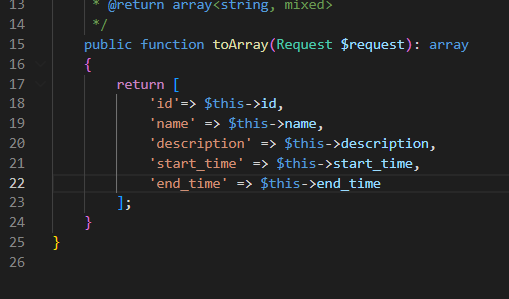 13 * @return array<string, mixed>
14 */
15 public function toArray(Request $request): array
16 {
17 return [
18 'id'=> $this->id,
19 'name' => $this->name,
20 'description' => $this->description,
21 'start_time' => $this->start_time,
22 'end_time' => $this->end_time
23 ];
24 }
25 }
26